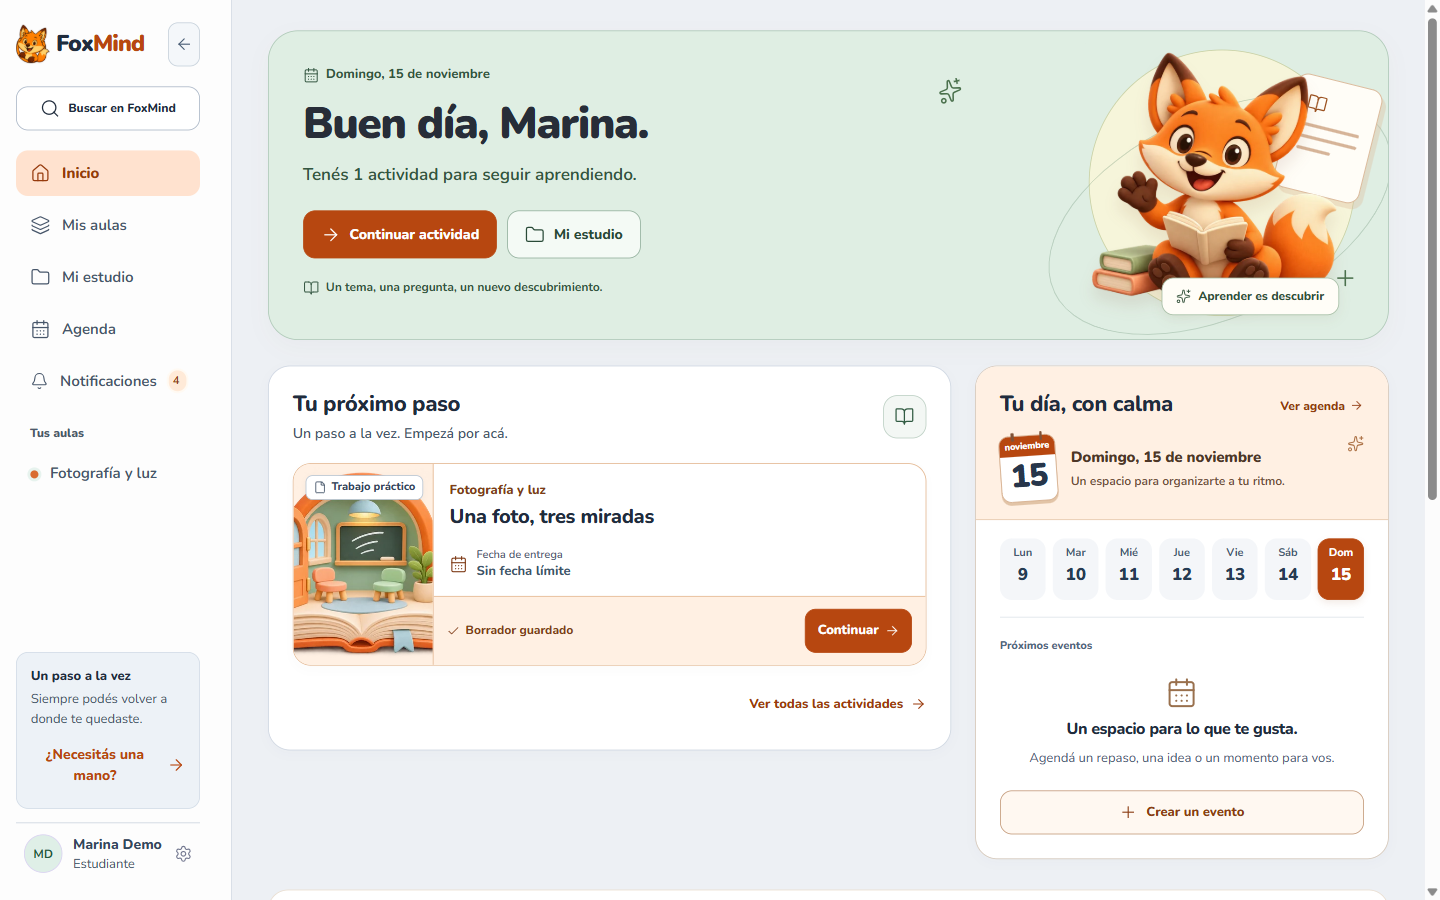 FoxMind
Buscar en FoxMind
Inicio
Mis aulas
Mi estudio
Agenda
Notificaciones 4
Tus aulas
Fotografía y luz
Un paso a la vez
Siempre podés volver a
donde te quedaste.
¿Necesitás una
mano?
MD
Marina Demo
Estudiante
Domingo, 15 de noviembre
Buen día, Marina.
Tenés 1 actividad para seguir aprendiendo.
Continuar actividad
Mi estudio
Un tema, una pregunta, un nuevo descubrimiento.
Aprender es descubrir
Tu próximo paso
Un paso a la vez. Empezá por acá.
Trabajo práctico
Fotografía y luz
Una foto, tres miradas
Fecha de entrega
Sin fecha límite
Borrador guardado
Continuar
Ver todas las actividades
Tu día, con calma
Ver agenda
noviembre
15
Domingo, 15 de noviembre
Un espacio para organizarte a tu ritmo.
Lun Mar Mié Jue Vie Sáb Dom
9 10 11 12 13 14 15
Próximos eventos
Un espacio para lo que te gusta.
Agendá un repaso, una idea o un momento para vos.
Crear un evento